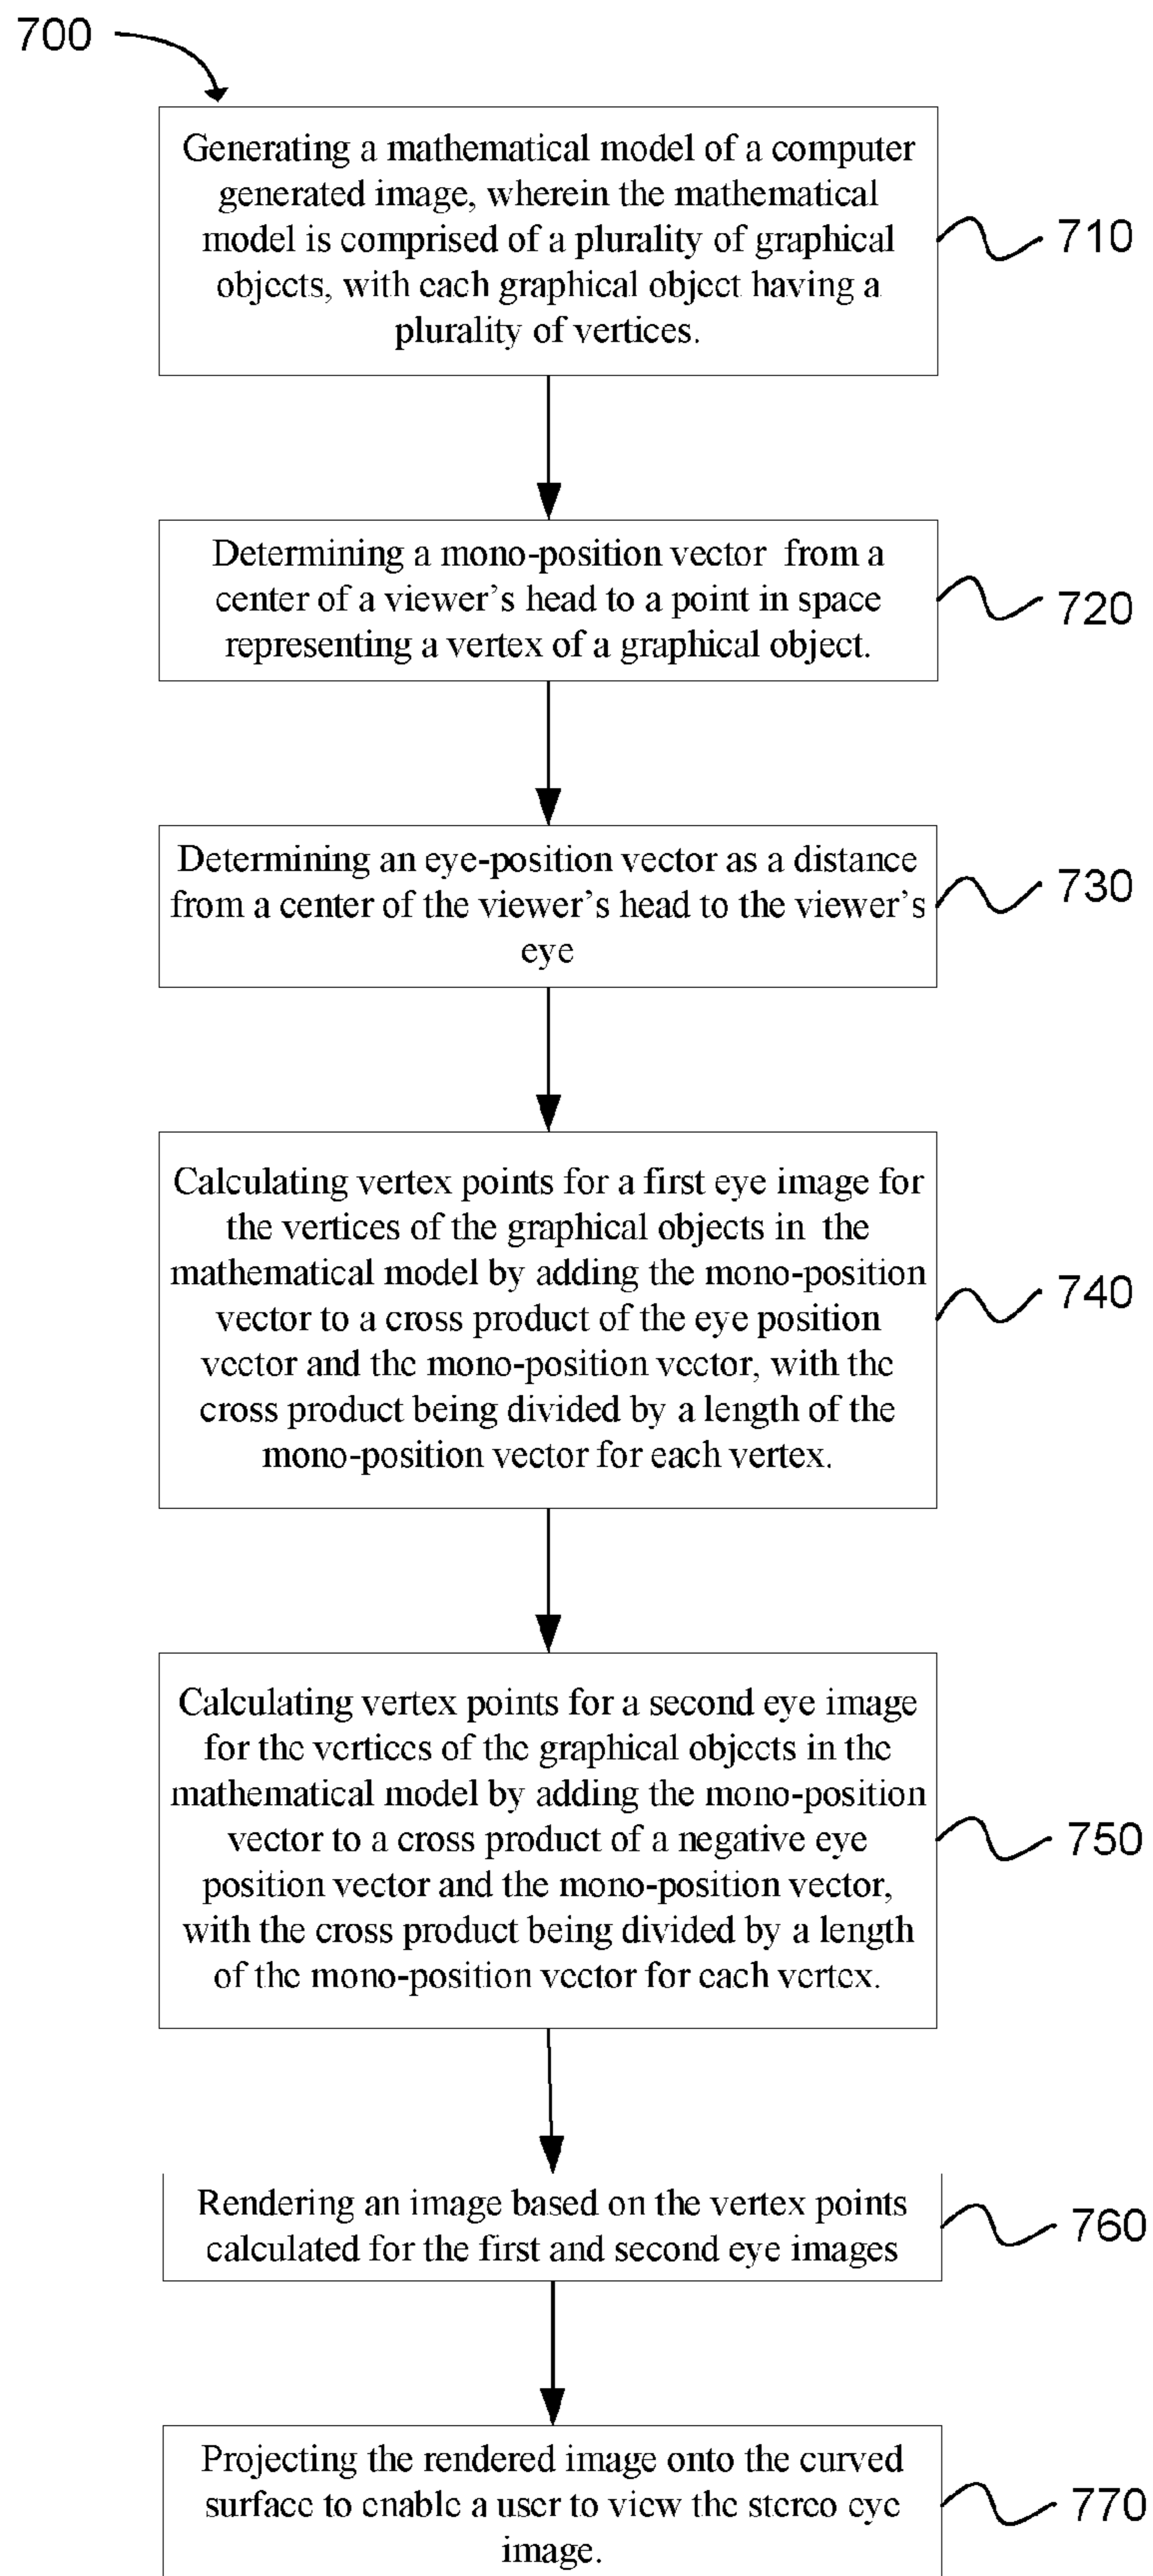 700
Generating a mathematical model of a computer
generated image, wherein the mathematical
model is comprised of a plurality of graphical
objects, with each graphical object having a
plurality of vertices.
710
Determining a mono-position vector from a
center of a viewer's head to a point in space
representing a vertex of a graphical object.
720
Determining an eye-position vector as a distance
from a center of the viewer's head to the viewer's
eye
730
Calculating vertex points for a first eye image for
the vertices of the graphical objects in the
mathematical model by adding the mono-position
vector to a cross product of the eye position
vector and the mono-position vector, with the
cross product being divided by a length of the
mono-position vector for each vertex.
740
Calculating vertex points for a second eye image
for the vertices of the graphical objects in the
mathematical model by adding the mono-position
vector to a cross product of a negative eye
position vector and the mono-position vector,
with the cross product being divided by a length
of the mono-position vector for each vertex.
750
Rendering an image based on the vertex points
calculated for the first and second eye images
760
Projecting the rendered image onto the curved
surface to enable a user to view the stereo eye
image.
770